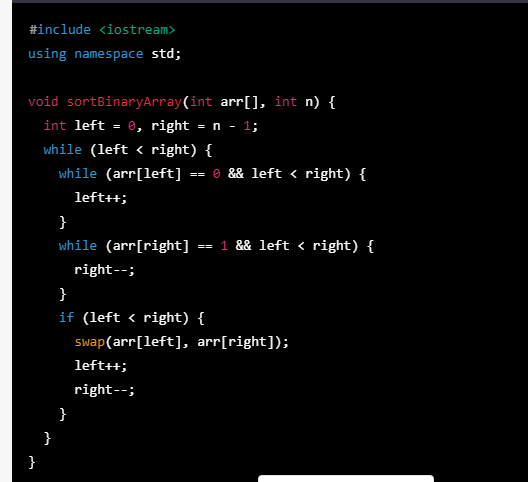 #include <iostream>
using namespace std;
void sortBinaryArray(int arr[], int n) {
int left = 0, right = n - 1;
while (left < right) {
while (arr[left] == 0 && left < right) {
left++;
}
while (arr[right] == 1 && left < right) {
right--;
}
if (left < right) {
swap(arr[left], arr[right]);
left++;
right--;
}
}
}